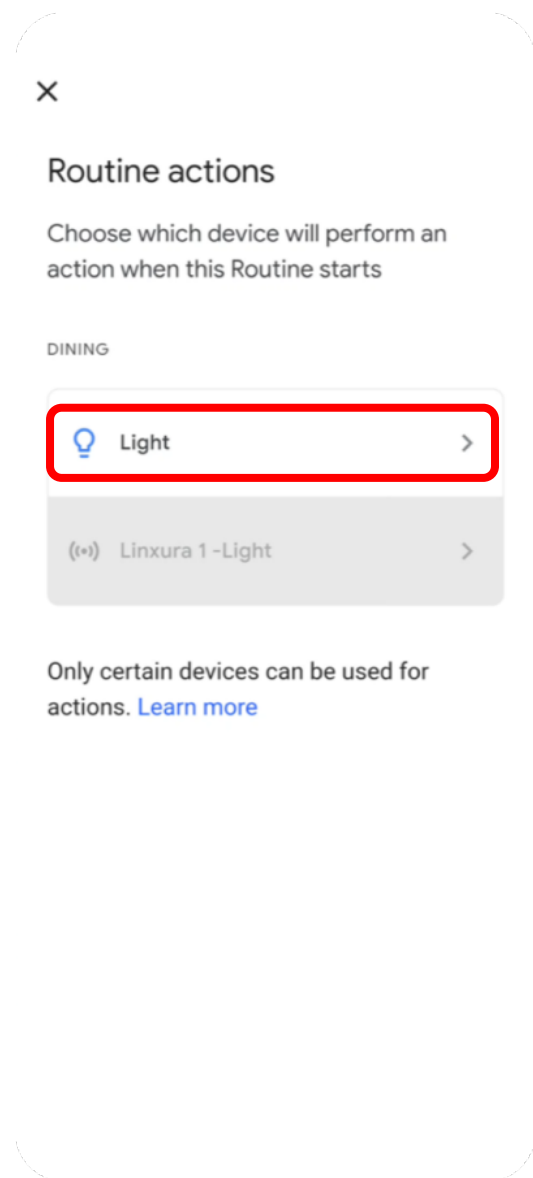 Routine actions
Choose which device will perform an
action when this Routine starts
DINING
Light
Linxura 1 -Light
Only certain devices can be used for
actions. Learn more